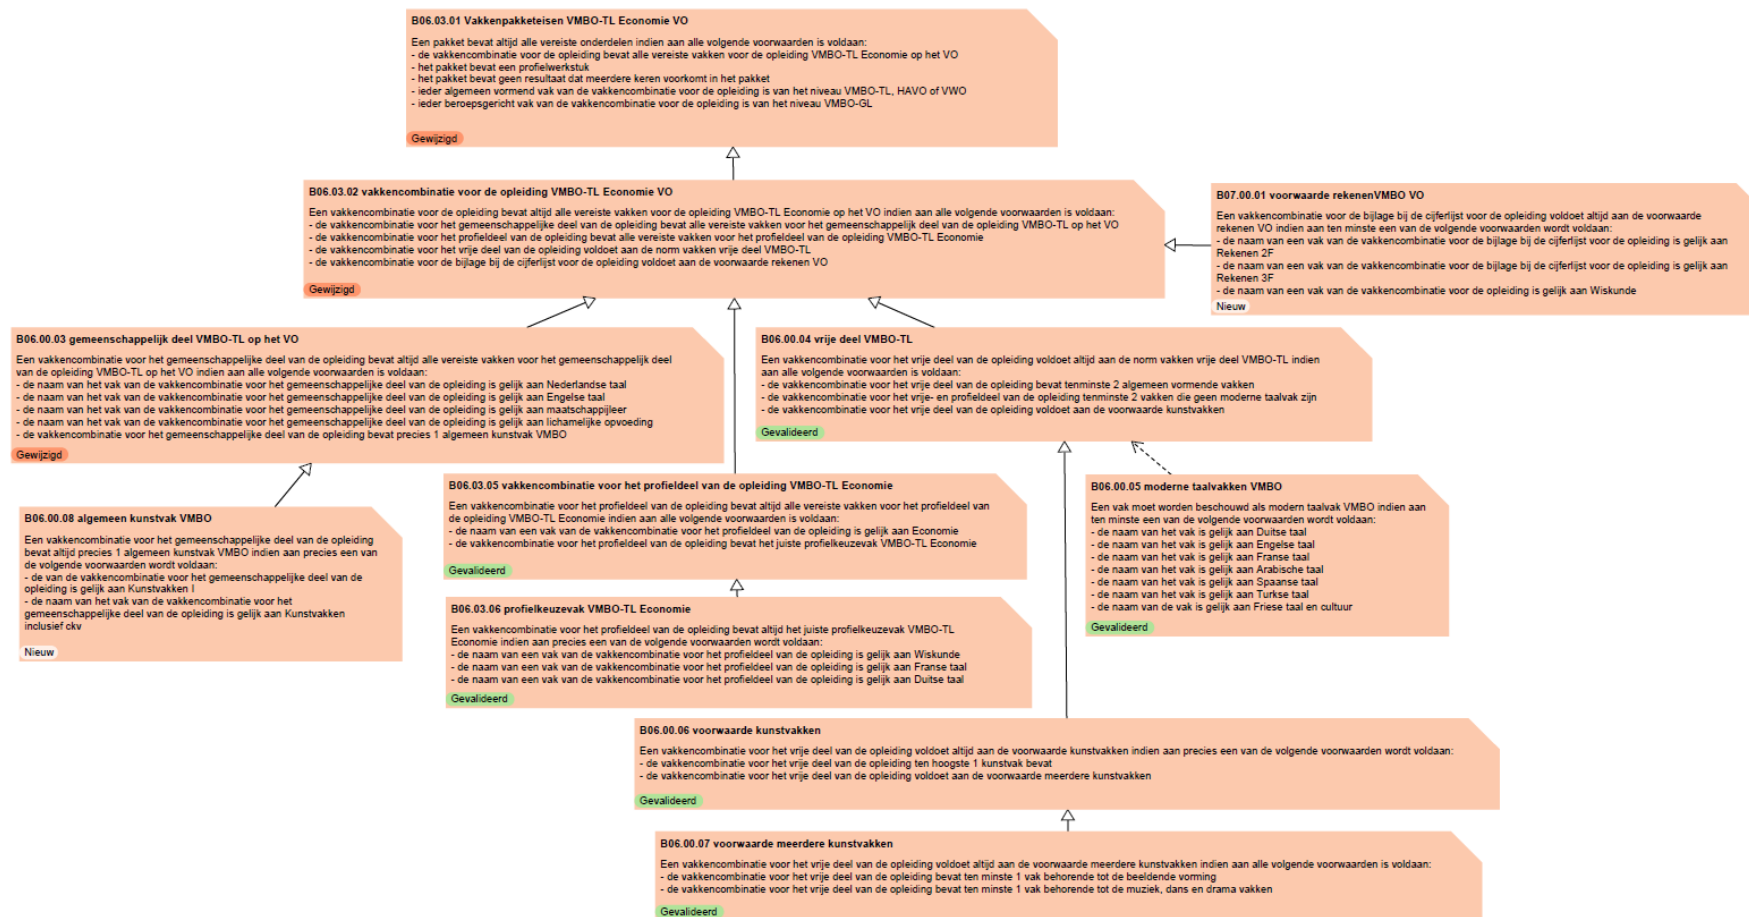 B06.03.01 Vakkenpakketeisen VMBO-TL Economie VO
Een pakket bevat altijd alle vereiste onderdelen indien aan alle volgende voorwaarden is voldaan:
- de vakkencombinatie voor de opleiding bevat alle vereiste vakken voor de opleiding VMBO-TL Economie op het VO
- het pakket bevat een profielwerkstuk
- het pakket bevat geen resultaat dat meerdere keren voorkomt in het pakket
- ieder algemeen vormend vak van de vakkencombinatie voor de opleiding is van het niveau VMBO-TL, HAVO of VWO
- ieder beroepsgericht vak van de vakkencombinatie voor de opleiding is van het niveau VMBO-GL
Gewijzigd
B06.03.02 vakkencombinatie voor de opleiding VMBO-TL Economie VO
Een vakkencombinatie voor de opleiding bevat altijd alle vereiste vakken voor de opleiding VMBO-TL Economie op het VO indien aan alle volgende voorwaarden is voldaan:
- de vakkencombinatie voor het gemeenschappelijke deel van de opleiding bevat alle vereiste vakken voor het gemeenschappelijk deel van de opleiding VMBO-TL op het VO
- de vakkencombinatie voor het profieldeel van de opleiding bevat alle vereiste vakken voor het profieldeel van de opleiding VMBO-TL Economie
- de vakkencombinatie voor het vrije deel van de opleiding voldoet aan de norm vakken vrije deel VMBO-TL
- de vakkencombinatie voor de bijlage bij de cijferlijst voor de opleiding voldoet aan de voorwaarde rekenen VO
Gewijzigd
B07.00.01 voorwaarde rekenenVMBO VO
Een vakkencombinatie voor de bijlage bij de cijferlijst voor de opleiding voldoet altijd aan de voorwaarde
rekenen VO indien aan ten minste een van de volgende voorwaarden wordt voldaan:
- de naam van een vak van de vakkencombinatie voor de bijlage bij de cijferlijst voor de opleiding is gelijk aan
Rekenen 2F
- de naam van een vak van de vakkencombinatie voor de bijlage bij de cijferlijst voor de opleiding is gelijk aan
Rekenen 3F
- de naam van een vak van de vakkencombinatie voor de opleiding is gelijk aan Wiskunde
Nieuw
B06.00.03 gemeenschappelijk deel VMBO-TL op het VO
Een vakkencombinatie voor het gemeenschappelijke deel van de opleiding bevat altijd alle vereiste vakken voor het gemeenschappelijk deel
van de opleiding VMBO-TL op het VO indien aan alle volgende voorwaarden is voldaan:
- de naam van het vak van de vakkencombinatie voor het gemeenschappelijke deel van de opleiding is gelijk aan Nederlandse taal
- de naam van het vak van de vakkencombinatie voor het gemeenschappelijke deel van de opleiding is gelijk aan Engelse taal
- de naam van het vak van de vakkencombinatie voor het gemeenschappelijke deel van de opleiding is gelijk aan maatschappijleer
- de naam van het vak van de vakkencombinatie voor het gemeenschappelijke deel van de opleiding is gelijk aan lichamelijke opvoeding
- de vakkencombinatie voor het gemeenschappelijke deel van de opleiding bevat precies 1 algemeen kunstvak VMBO
Gewijzigd
B06.00.04 vrije deel VMBO-TL
Een vakkencombinatie voor het vrije deel van de opleiding voldoet altijd aan de norm vakken vrije deel VMBO-TL indien
aan alle volgende voorwaarden is voldaan:
- de vakkencombinatie voor het vrije deel van de opleiding bevat tenminste 2 algemeen vormende vakken
- de vakkencombinatie voor het vrije- en profieldeel van de opleiding tenminste 2 vakken die geen moderne taalvak zijn
- de vakkencombinatie voor het vrije deel van de opleiding voldoet aan de voorwaarde kunstvakken
Gevalideerd
B06.03.05 vakkencombinatie voor het profieldeel van de opleiding VMBO-TL Economie
Een vakkencombinatie voor het profieldeel van de opleiding bevat altijd alle vereiste vakken voor het profieldeel van
de opleiding VMBO-TL Economie indien aan alle volgende voorwaarden is voldaan:
- de naam van een vak van de vakkencombinatie voor het profieldeel van de opleiding is gelijk aan Economie
- de vakkencombinatie voor het profieldeel van de opleiding bevat het juiste profielkeuzevak VMBO-TL Economie
Gevalideerd
B06.00.05 moderne taalvakken VMBO
Een vak moet worden beschouwd als modern taalvak VMBO indien aan
ten minste een van de volgende voorwaarden wordt voldaan:
- de naam van het vak is gelijk aan Duitse taal
- de naam van het vak is gelijk aan Engelse taal
- de naam van het vak is gelijk aan Franse taal
- de naam van het vak is gelijk aan Arabische taal
- de naam van het vak is gelijk aan Spaanse taal
- de naam van het vak is gelijk aan Turkse taal
- de naam van de vak is gelijk aan Friese taal en cultuur
Gevalideerd
B06.00.08 algemeen kunstvak VMBO
Een vakkencombinatie voor het gemeenschappelijke deel van de opleiding
bevat altijd precies 1 algemeen kunstvak VMBO indien aan precies een van
de volgende voorwaarden wordt voldaan:
- de van de vakkencombinatie voor het gemeenschappelijke deel van de
opleiding is gelijk aan Kunstvakken I
- de naam van het vak van de vakkencombinatie voor het
gemeenschappelijke deel van de opleiding is gelijk aan Kunstvakken
inclusief ckv
Nieuw
B06.03.06 profielkeuzevak VMBO-TL Economie
Een vakkencombinatie voor het profieldeel van de opleiding bevat altijd het juiste profielkeuzevak VMBO-TL
Economie indien aan precies een van de volgende voorwaarden wordt voldaan:
- de naam van een vak van de vakkencombinatie voor het profieldeel van de opleiding is gelijk aan Wiskunde
- de naam van een vak van de vakkencombinatie voor het profieldeel van de opleiding is gelijk aan Franse taal
- de naam van een vak van de vakkencombinatie voor het profieldeel van de opleiding is gelijk aan Duitse taal
Gevalideerd
B06.00.06 voorwaarde kunstvakken
Een vakkencombinatie voor het vrije deel van de opleiding voldoet altijd aan de voorwaarde kunstvakken indien aan precies een van de volgende voorwaarden wordt voldaan:
- de vakkencombinatie voor het vrije deel van de opleiding ten hoogste 1 kunstvak bevat
- de vakkencombinatie voor het vrije deel van de opleiding voldoet aan de voorwaarde meerdere kunstvakken
Gevalideerd
B06.00.07 voorwaarde meerdere kunstvakken
Een vakkencombinatie voor het vrije deel van de opleiding voldoet altijd aan de voorwaarde meerdere kunstvakken indien aan alle volgende voorwaarden is voldaan:
- de vakkencombinatie voor het vrije deel van de opleiding bevat ten minste 1 vak behorende tot de beeldende vorming
- de vakkencombinatie voor het vrije deel van de opleiding bevat ten minste 1 vak behorende tot de muziek, dans en drama vakken
Gevalideerd